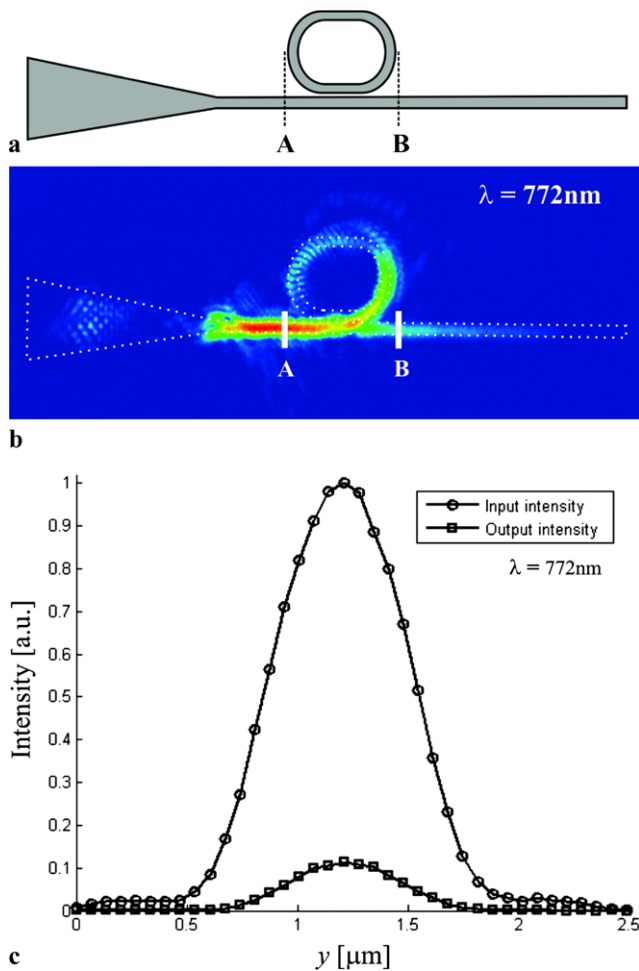 A B
a
λ = 772nm
A B
b
1
0.9
0.8
0.7
0.6
0.5
0.4
0.3
0.2
0.1
0
Intensity [a.u.]
Input intensity
Output intensity
λ = 772nm
0 0.5 1 1.5 2 2.5
y [μm]
c